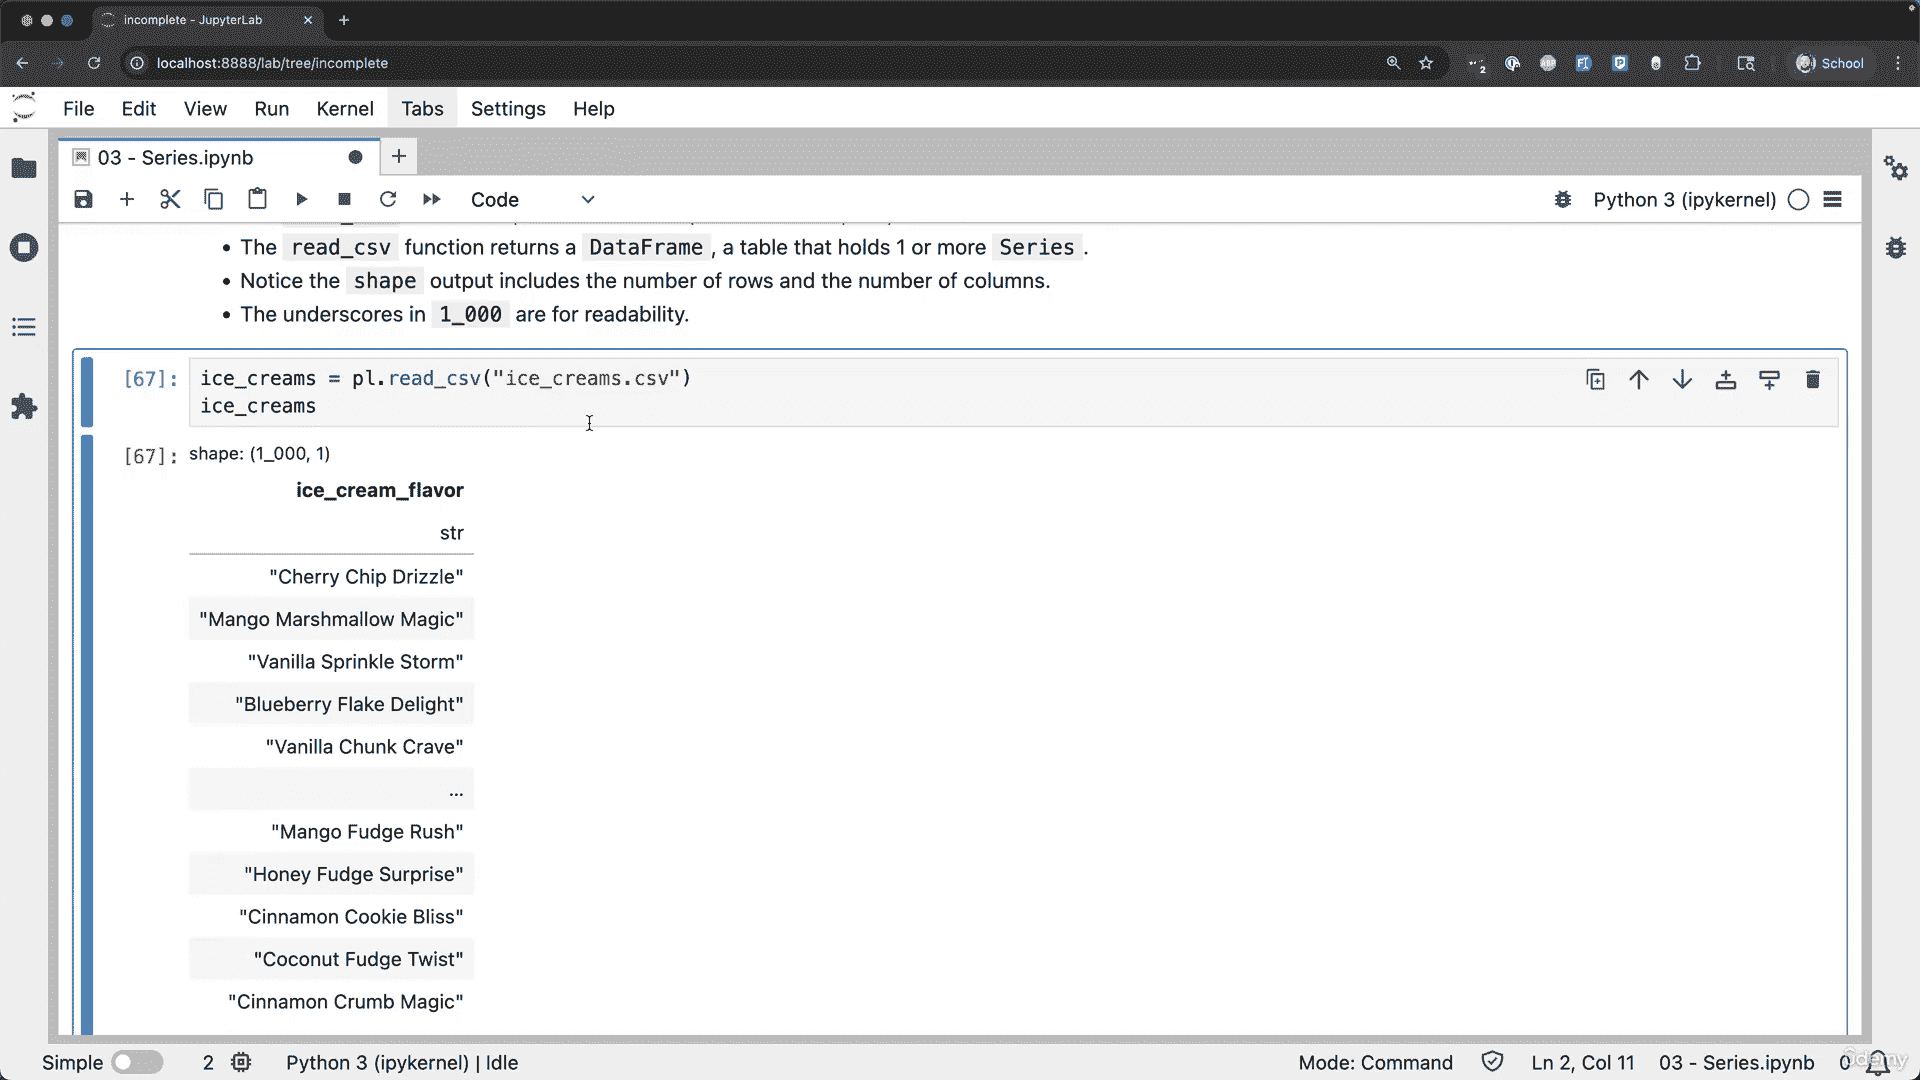 incomplete - JupyterLab
localhost:8888/lab/tree/incomplete
2
ABP
School
File Edit View Run Kernel Tabs Settings Help
03 - Series.ipynb
Code
Python 3 (ipykernel)
The read_csv function returns a DataFrame , a table that holds 1 or more Series .
Notice the shape output includes the number of rows and the number of columns.
The underscores in 1_000 are for readability.
[67]: ice_creams = pl.read_csv("ice_creams.csv")
ice_creams
[67]: shape: (1_000, 1)
ice_cream_flavor
str
"Cherry Chip Drizzle"
"Mango Marshmallow Magic"
"Vanilla Sprinkle Storm"
"Blueberry Flake Delight"
"Vanilla Chunk Crave"
...
"Mango Fudge Rush"
"Honey Fudge Surprise"
"Cinnamon Cookie Bliss"
"Coconut Fudge Twist"
"Cinnamon Crumb Magic"
Simple 2 Python 3 (ipykernel) | Idle Mode: Command Ln 2, Col 11 03 - Series.ipynb 0
Udemy